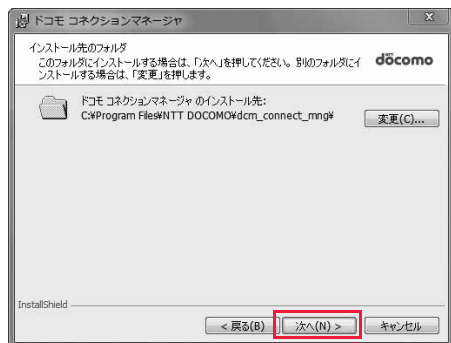 ドコモ コネクションマネージャ
インストール先のフォルダ
このフォルダにインストールする場合は、「次へ」を押してください。別のフォルダにイ
ンストールする場合は、「変更」を押します。
NTT
döcomo
ドコモ コネクションマネージャ のインストール先:
C:¥Program Files¥NTT DOCOMO¥dcm_connect_mng¥
変更(C)...
InstallShield
< 戻る(B)
次へ(N) >
キャンセル